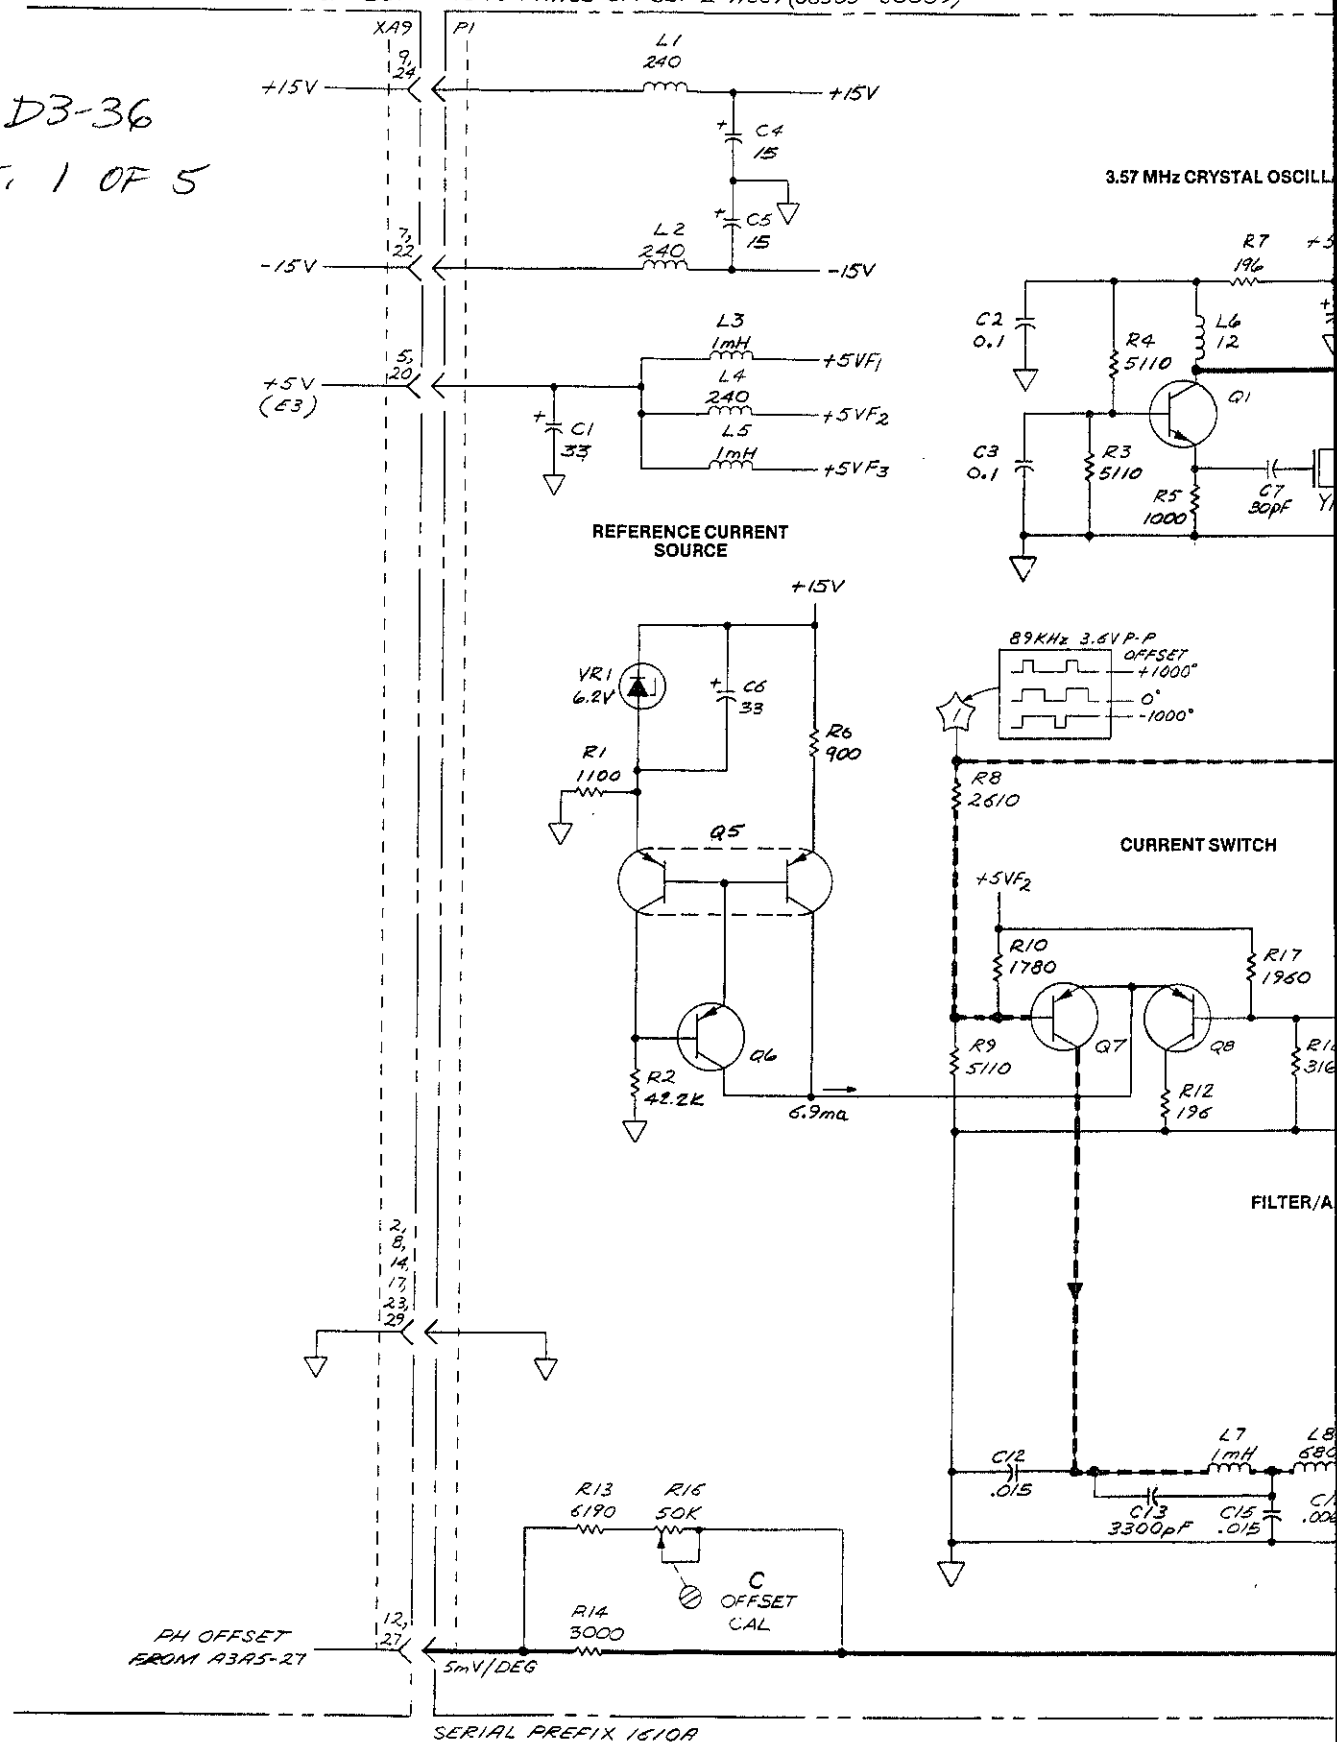 XA9
P1
9,
24
+15V
L1
240
+15V
D3-36
1 OF 5
+
C4
15
3.57 MHz CRYSTAL OSCILL
+
C5
15
7,
22
-15V
L2
240
-15V
R7
196
C2
0.1
R4
5110
L6
12
L3
1mH
+5VF1
5,
20
+5V
(E3)
L4
240
+5VF2
Q1
+
C1
33
L5
1mH
+5VF3
C3
0.1
R3
5110
R5
1000
C7
30pF
REFERENCE CURRENT
SOURCE
+15V
89KHz 3.6V P-P
OFFSET
+1000°
0°
-1000°
VR1
6.2V
+
C6
33
R6
900
R1
1100
R8
2610
Q5
CURRENT SWITCH
+5VF2
R10
1780
R17
1960
Q6
R9
5110
Q7
Q8
R2
42.2K
6.9ma
R12
196
2,
8,
14,
17,
23,
29
FILTER/A
L7
1mH
L8
C12
.015
C13
3300pF
C15
.015
R13
6190
R16
50K
C
OFFSET
CAL
R14
3000
12,
27
PH OFFSET
FROM A3A5-27
5mV/DEG
SERIAL PREFIX 1610A